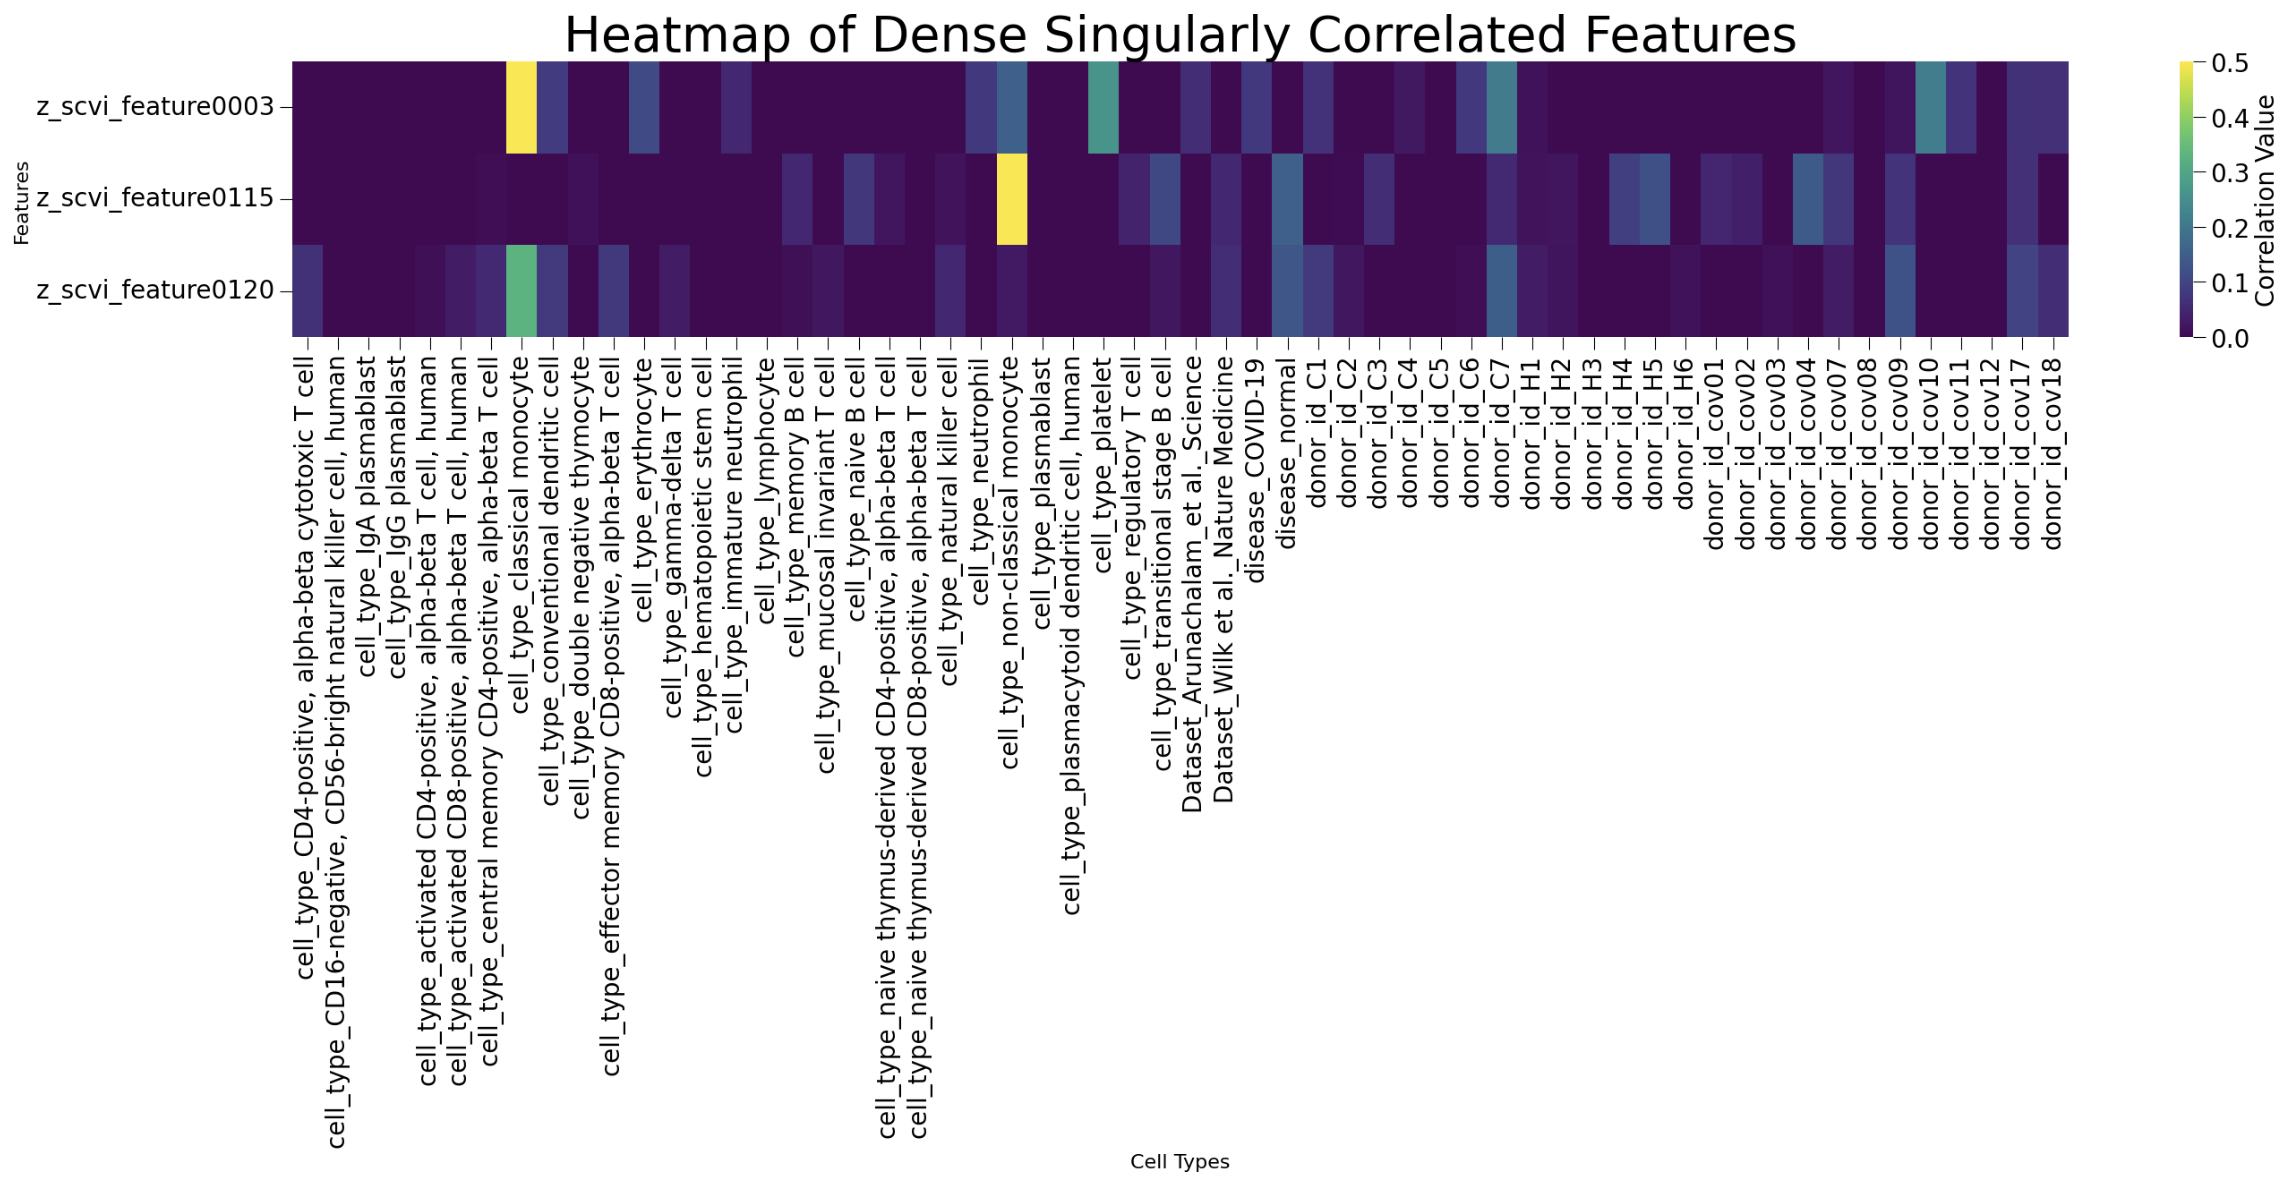 Heatmap of Dense Singularly Correlated Features
Features
z_scvi_feature0003
z_scvi_feature0115
z_scvi_feature0120
cell_type_CD4-positive, alpha-beta cytotoxic T cell
cell_type_CD16-negative, CD56-bright natural killer cell, human
cell_type_IgA plasmablast
cell_type_IgG plasmablast
cell_type_activated CD4-positive, alpha-beta T cell, human
cell_type_activated CD8-positive, alpha-beta T cell, human
cell_type_central memory CD4-positive, alpha-beta T cell
cell_type_classical monocyte
cell_type_conventional dendritic cell
cell_type_double negative thymocyte
cell_type_effector memory CD8-positive, alpha-beta T cell
cell_type_erythrocyte
cell_type_gamma-delta T cell
cell_type_hematopoietic stem cell
cell_type_immature neutrophil
cell_type_lymphocyte
cell_type_memory B cell
cell_type_mucosal invariant T cell
cell_type_naive B cell
cell_type_naive thymus-derived CD4-positive, alpha-beta T cell
cell_type_naive thymus-derived CD8-positive, alpha-beta T cell
cell_type_natural killer cell
cell_type_neutrophil
cell_type_non-classical monocyte
cell_type_plasmablast
cell_type_plasmacytoid dendritic cell, human
cell_type_platelet
cell_type_regulatory T cell
cell_type_transitional stage B cell
Dataset_Arunachalam_et al._Science
Dataset_Wilk et al._Nature Medicine
disease_COVID-19
disease_normal
donor_id_C1
donor_id_C2
donor_id_C3
donor_id_C4
donor_id_C5
donor_id_C6
donor_id_C7
donor_id_H1
donor_id_H2
donor_id_H3
donor_id_H4
donor_id_H5
donor_id_H6
donor_id_cov01
donor_id_cov02
donor_id_cov03
donor_id_cov04
donor_id_cov07
donor_id_cov08
donor_id_cov09
donor_id_cov10
donor_id_cov11
donor_id_cov12
donor_id_cov17
donor_id_cov18
Cell Types
0.5
0.4
0.3
0.2
0.1
0.0
Correlation Value